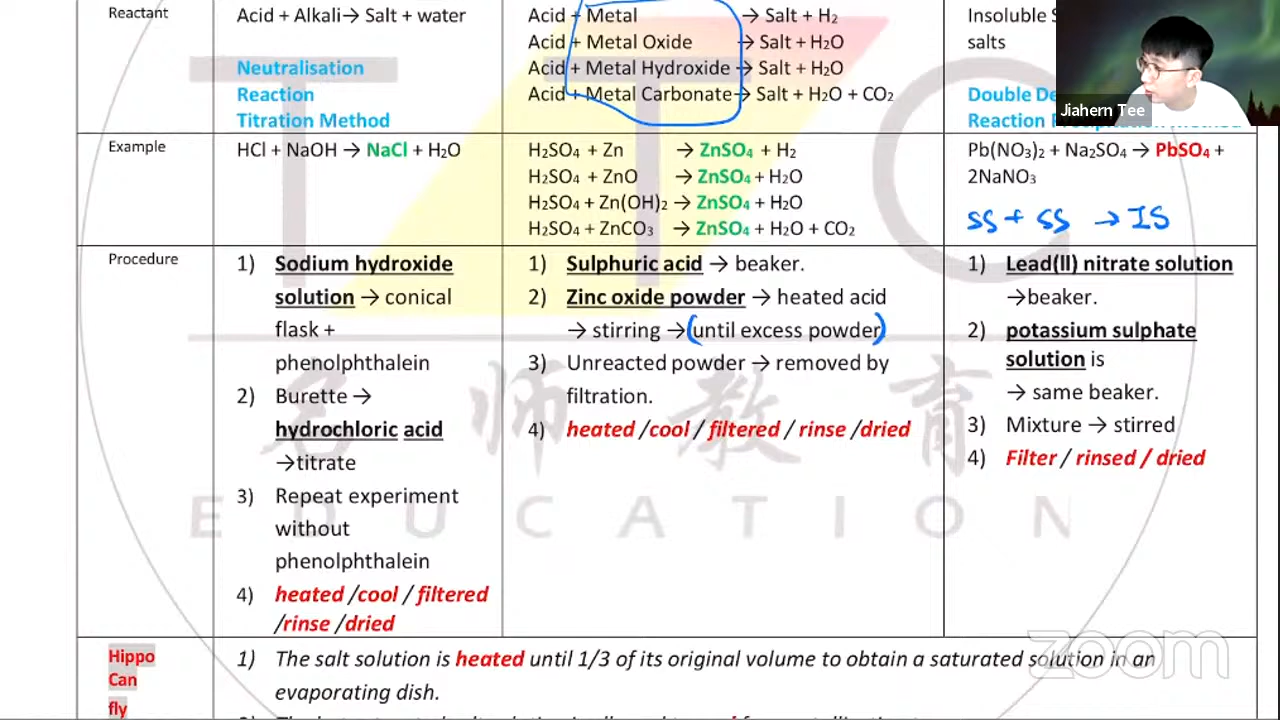 Reactant
Acid + Alkali→ Salt + water
Neutralisation
Reaction
Titration Method
Acid + Metal → Salt + H2
Acid + Metal Oxide → Salt + H2O
Acid + Metal Hydroxide → Salt + H2O
Acid + Metal Carbonate→ Salt + H2O + CO2
Insoluble
salts
Double
Reaction
Jiahern Tee
Example
HCl + NaOH → NaCl + H2O
H2SO4 + Zn → ZnSO4 + H2
H2SO4 + ZnO → ZnSO4 + H2O
H2SO4 + Zn(OH)2 → ZnSO4 + H2O
H2SO4 + ZnCO3 → ZnSO4 + H2O + CO2
Pb(NO3)2 + Na2SO4 → PbSO4 +
2NaNO3
SS + SS → IS
Procedure
1) Sodium hydroxide
solution → conical
flask +
phenolphthalein
2) Burette →
hydrochloric acid
→titrate
3) Repeat experiment
without
phenolphthalein
4) heated /cool / filtered
/rinse /dried
1) Sulphuric acid → beaker.
2) Zinc oxide powder → heated acid
→ stirring →(until excess powder)
3) Unreacted powder → removed by
filtration.
4) heated /cool / filtered / rinse /dried
1) Lead(ll) nitrate solution
→beaker.
2) potassium sulphate
solution is
→ same beaker.
3) Mixture → stirred
4) Filter / rinsed / dried
TTC
师教育
EDUCATION
zoom
Hippo
Can
fly
1) The salt solution is heated until 1/3 of its original volume to obtain a saturated solution in an
evaporating dish.